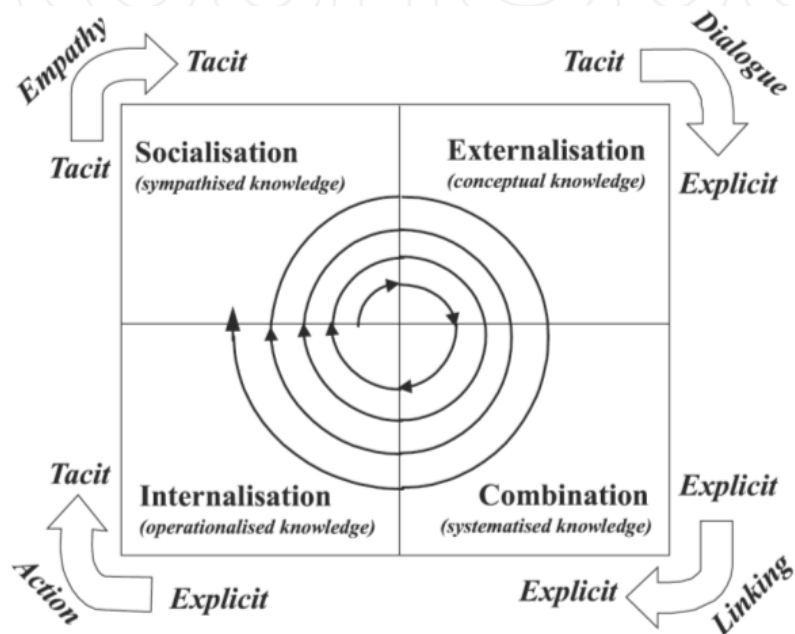 Empathy
Tacit
Tacit
Dialogue
Tacit
Explicit
Socialisation
(sympathised knowledge)
Externalisation
(conceptual knowledge)
Internalisation
(operationalised knowledge)
Combination
(systematised knowledge)
Tacit
Action
Explicit
Explicit
Explicit
Linking